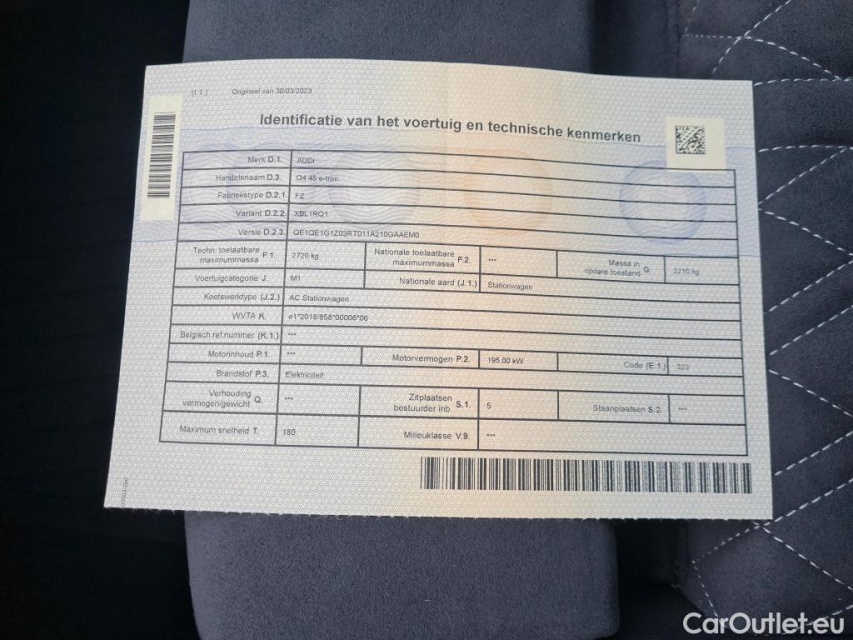 (J.1.) Origineel van 30/03/2023
Identificatie van het voertuig en technische kenmerken
Merk D.1. AUDI
Handelsnaam D.3. Q4 45 e-tron
Fabriekstype D.2.1 FZ
Variant D.2.2. XBL1RQ1
Versie D.2.3. QE1QE1G1Z03RT011A210GAAEM0
Techn. toelaatbare maximummassa F.1. 2720 kg Nationale toelaatbare maximummassa F.2. --- Massa in rijklare toestand G. 2210 kg
Voertuigcategorie J. M1 Nationale aard (J.1.) Stationwagen
Koetswerktype (J.2.) AC Stationwagen
WVTA K. e1*2018/858*00006*06
Belgisch ref.nummer (K.1.) ---
Motorinhoud P.1. --- Motorvermogen P.2. 195.00 kW Code (E.1.) 323
Brandstof P.3. Elektriciteit
Verhouding vermogen/gewicht Q. --- Zitplaatsen bestuurder inb S.1. 5 Staanplaatsen S.2. ---
Maximum snelheid T. 180 Milieuklasse V.9. ---
CarOutlet.eu